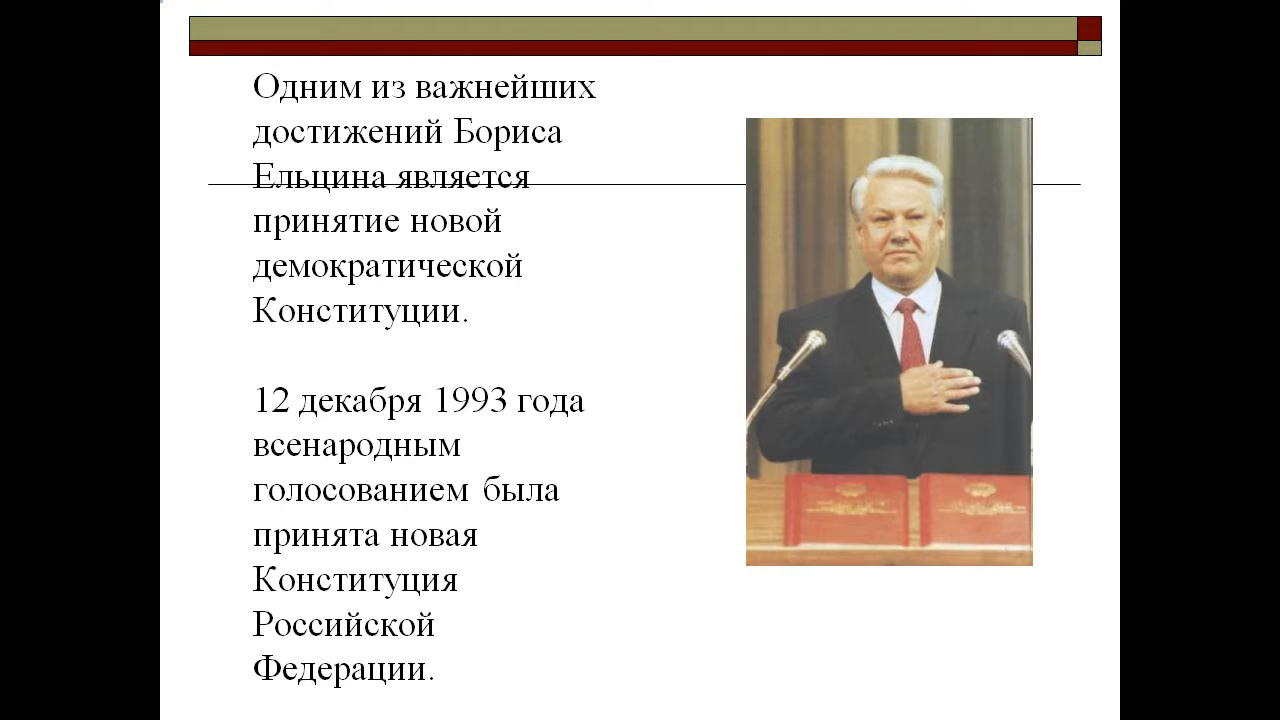 Одним из важнейших
достижений Бориса
Ельцина является
принятие новой
демократической
Конституции.
12 декабря 1993 года
всенародным
голосованием была
принята новая
Конституция
Российской
Федерации.